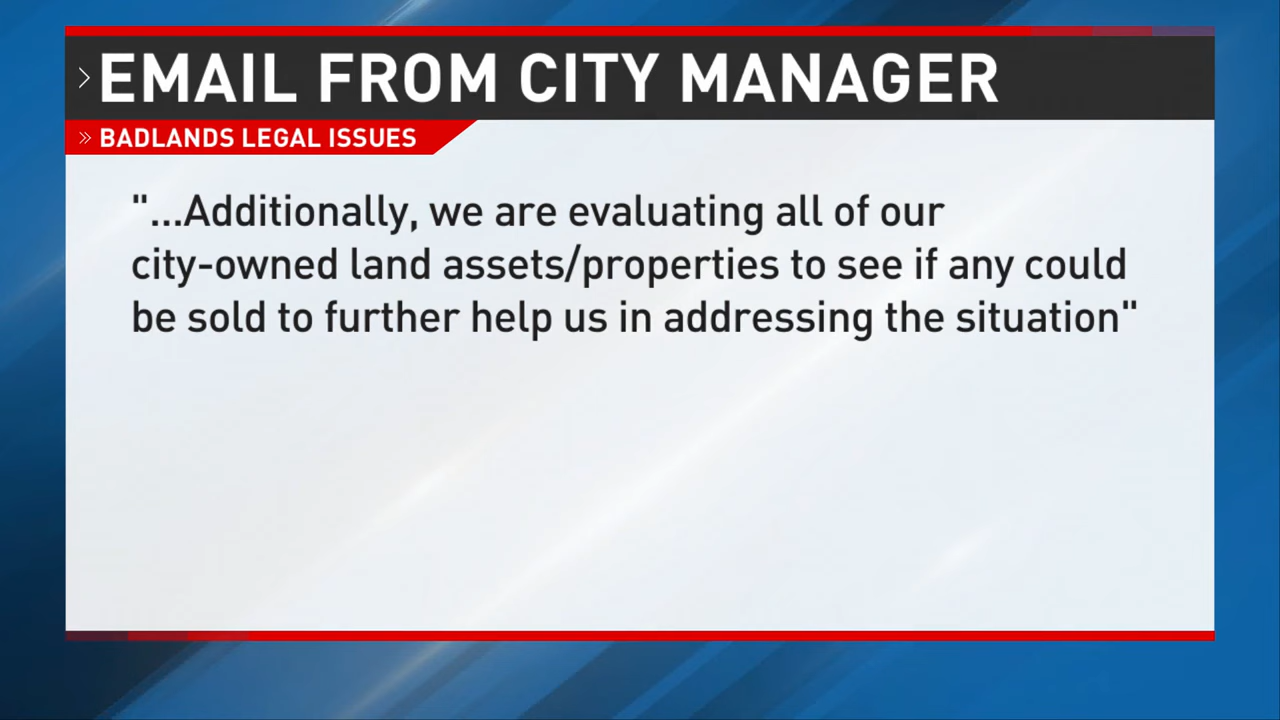 EMAIL FROM CITY MANAGER
BADLANDS LEGAL ISSUES
"...Additionally, we are evaluating all of our
city-owned land assets/properties to see if any could
be sold to further help us in addressing the situation"